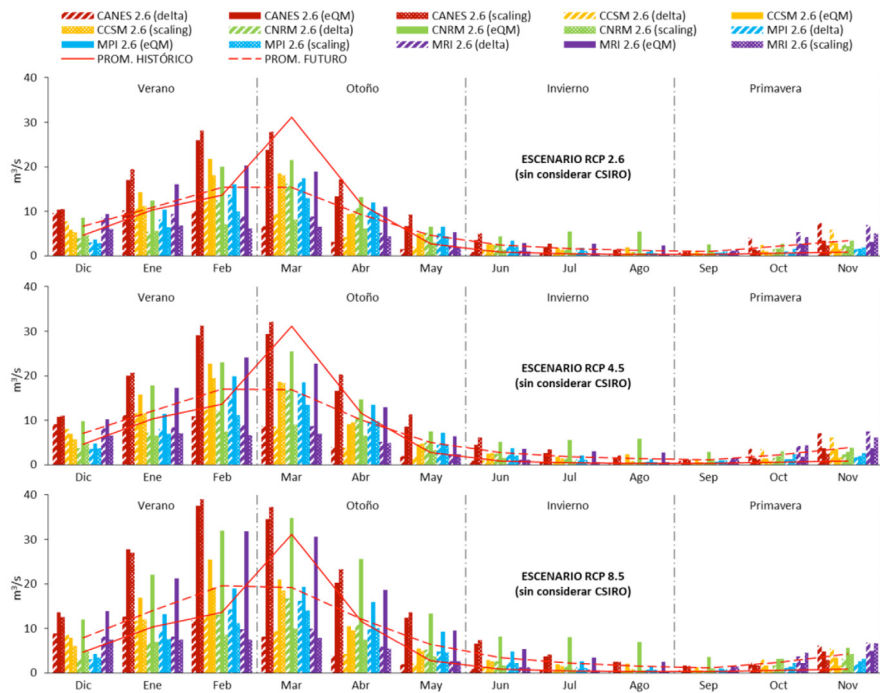 CANES 2.6 (delta) CANES 2.6 (eQM) CANES 2.6 (scaling) CCSM 2.6 (delta) CCSM 2.6 (eQM)
CCSM 2.6 (scaling) CNRM 2.6 (delta) CNRM 2.6 (eQM) CNRM 2.6 (scaling) MPI 2.6 (delta)
MPI 2.6 (eQM) MPI 2.6 (scaling) MRI 2.6 (delta) MRI 2.6 (eQM) MRI 2.6 (scaling)
PROM. HISTÓRICO PROM. FUTURO
40
Verano Otoño Invierno Primavera
30
ESCENARIO RCP 2.6
(sin considerar CSIRO)
20
m³/s
10
0
Dic Ene Feb Mar Abr May Jun Jul Ago Sep Oct Nov
40
Verano Otoño Invierno Primavera
30
ESCENARIO RCP 4.5
(sin considerar CSIRO)
20
m³/s
10
0
Dic Ene Feb Mar Abr May Jun Jul Ago Sep Oct Nov
40
Verano Otoño Invierno Primavera
30
ESCENARIO RCP 8.5
(sin considerar CSIRO)
20
m³/s
10
0
Dic Ene Feb Mar Abr May Jun Jul Ago Sep Oct Nov